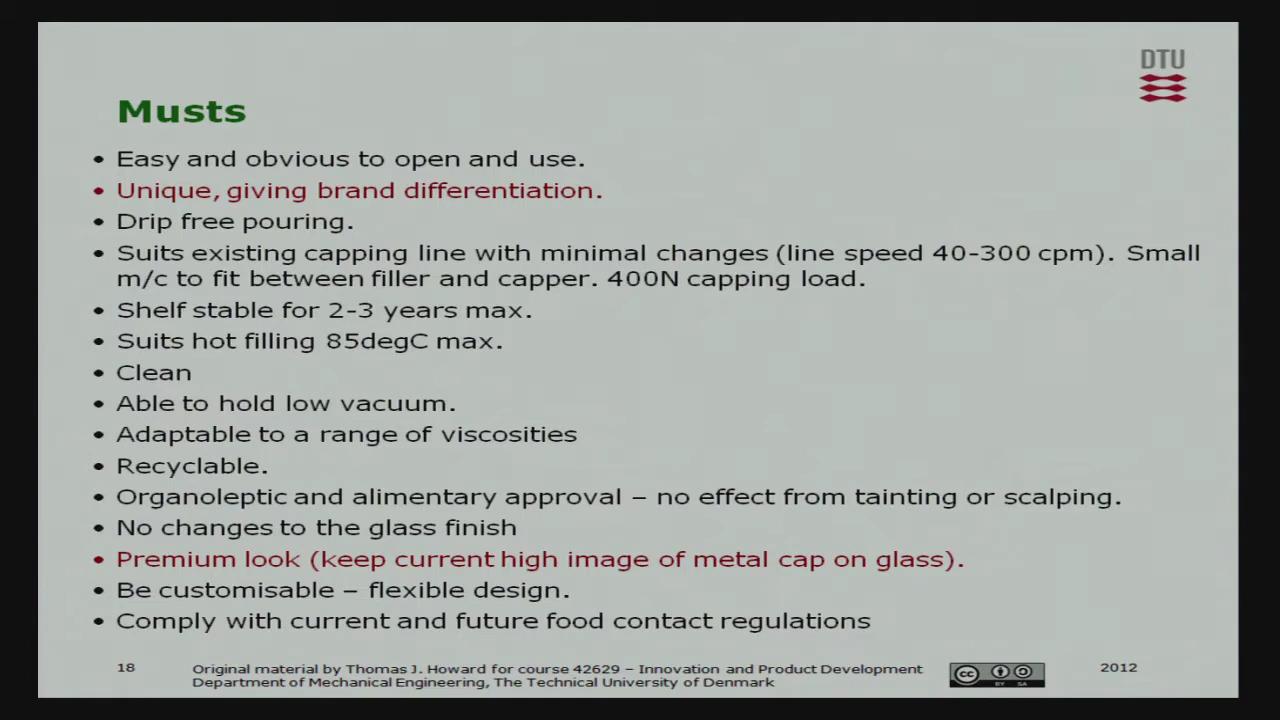 DTU
Musts
• Easy and obvious to open and use.
• Unique, giving brand differentiation.
• Drip free pouring.
• Suits existing capping line with minimal changes (line speed 40-300 cpm). Small
m/c to fit between filler and capper. 400N capping load.
• Shelf stable for 2-3 years max.
• Suits hot filling 85degC max.
• Clean
• Able to hold low vacuum.
• Adaptable to a range of viscosities
• Recyclable.
• Organoleptic and alimentary approval – no effect from tainting or scalping.
• No changes to the glass finish
• Premium look (keep current high image of metal cap on glass).
• Be customisable – flexible design.
• Comply with current and future food contact regulations
18
Original material by Thomas J. Howard for course 42629 – Innovation and Product Development
Department of Mechanical Engineering, The Technical University of Denmark
cc BY SA
2012